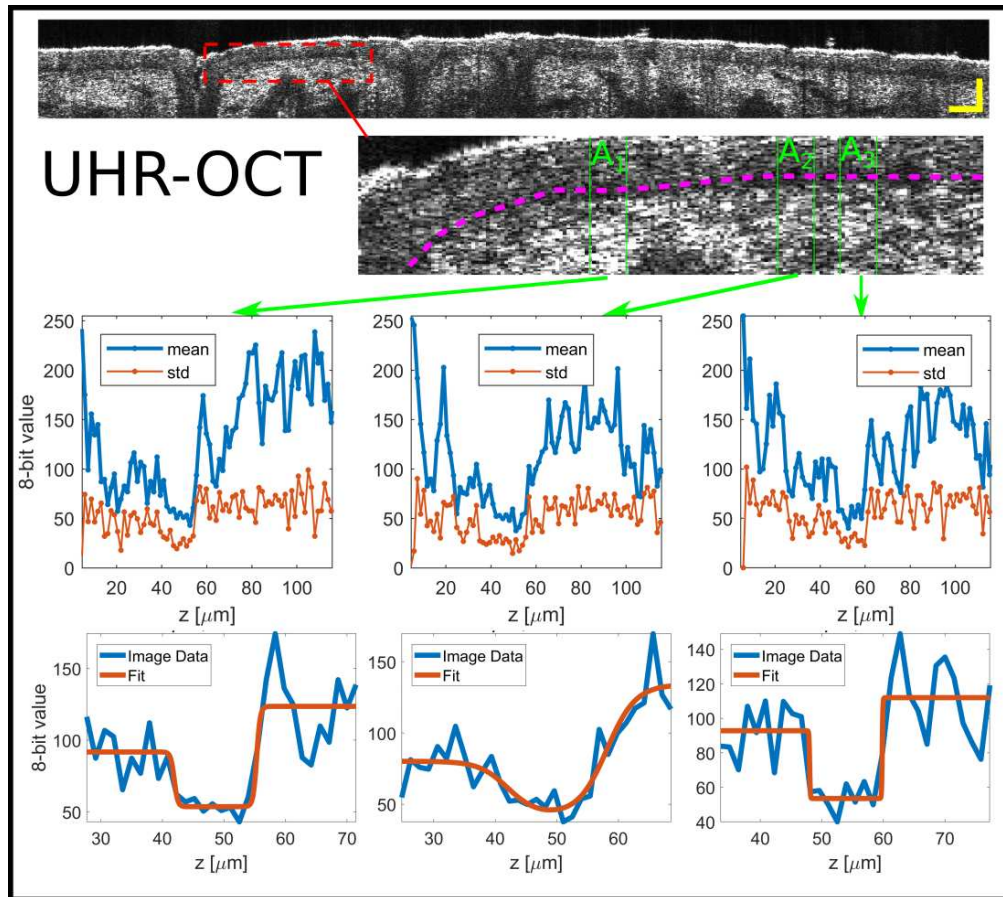 UHR-OCT
A1 A2 A3
250
200
150
100
50
0
8-bit value
mean
std
20 40 60 80 100
z [μm]
250
200
150
100
50
0
mean
std
20 40 60 80 100
z [μm]
250
200
150
100
50
0
mean
std
20 40 60 80 100
z [μm]
150
100
50
8-bit value
Image Data
Fit
30 40 50 60 70
z [μm]
150
100
50
Image Data
Fit
40 60
z [μm]
140
120
100
80
60
40
Image Data
Fit
40 50 60 70
z [μm]